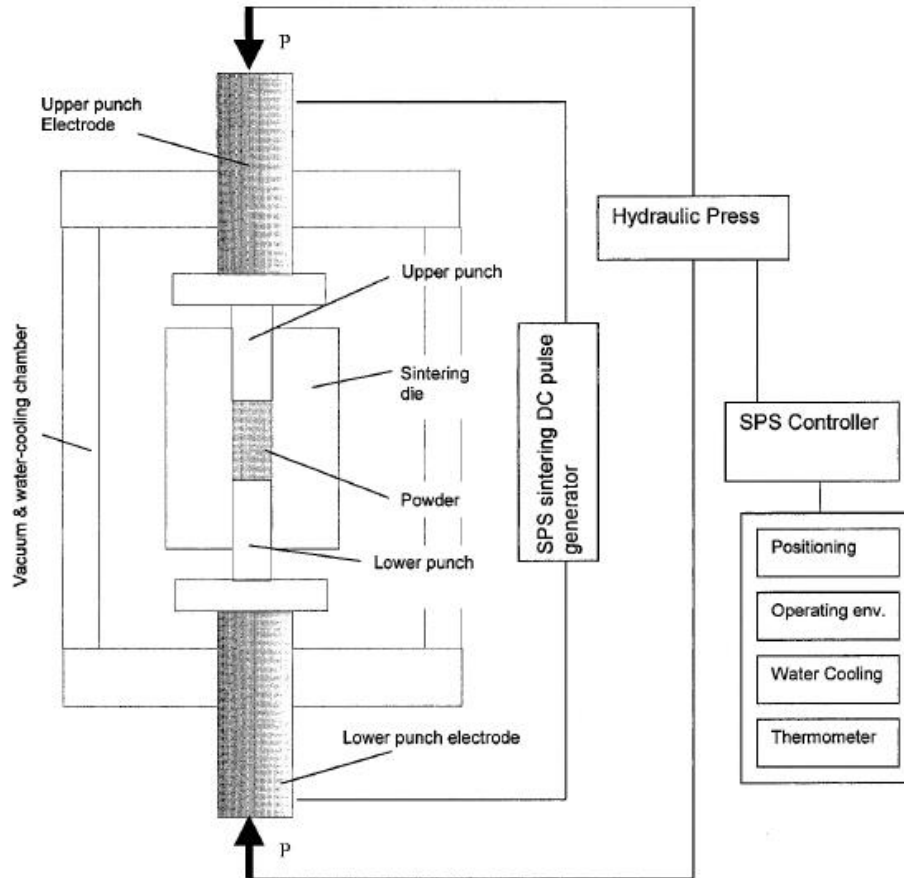 P
Upper punch
Electrode
Hydraulic Press
Upper punch
Sintering
die
SPS sintering DC pulse
generator
Vacuum & water-cooling chamber
SPS Controller
Powder
Lower punch
Positioning
Operating env.
Water Cooling
Thermometer
Lower punch electrode
P